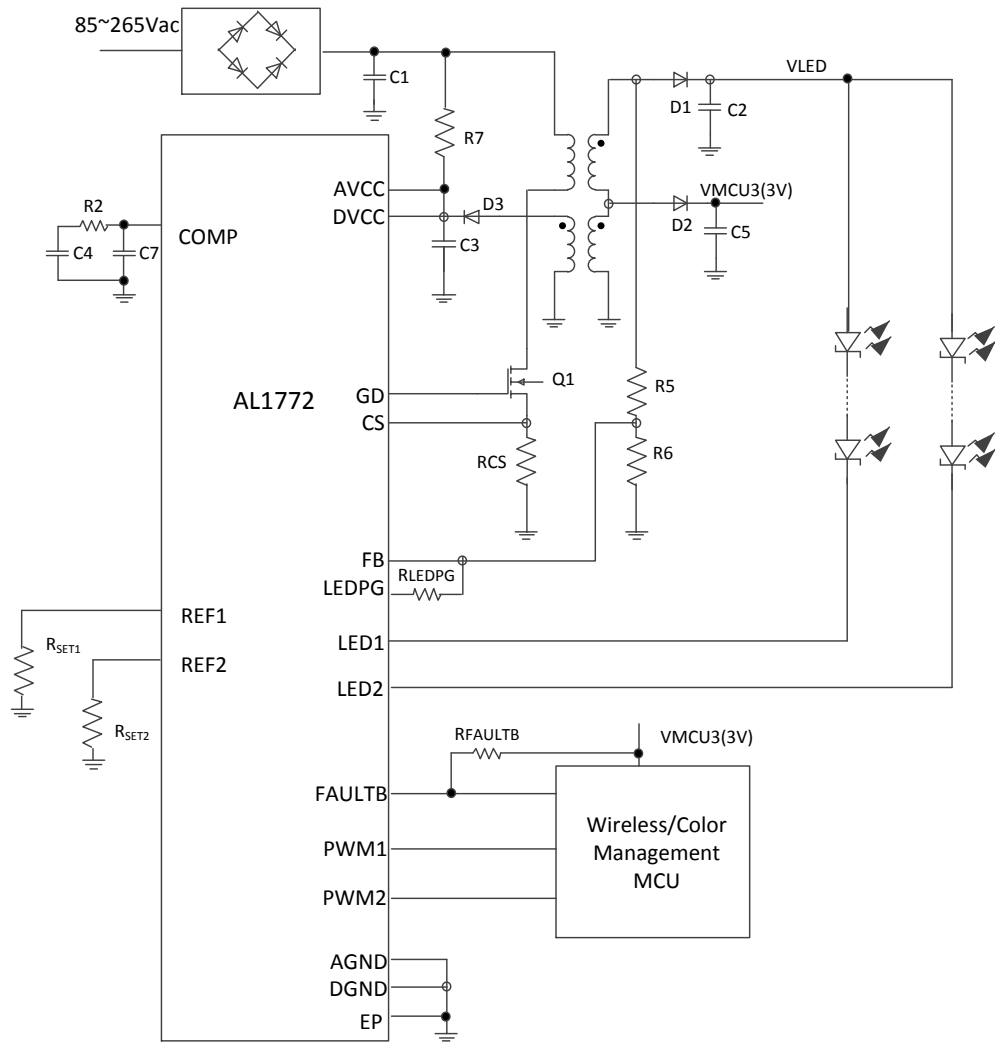 85~265Vac
C1
R7
D1
C2
VLED
AVCC
DVCC
D3
C3
D2
VMCU3(3V)
C5
R2
C4
C7
COMP
AL1772
GD
CS
Q1
RCS
R5
R6
FB
LEDPG
RLEDPG
REF1
REF2
RSET1
RSET2
LED1
LED2
RFAULTB
VMCU3(3V)
FAULTB
PWM1
PWM2
Wireless/Color
Management
MCU
AGND
DGND
EP